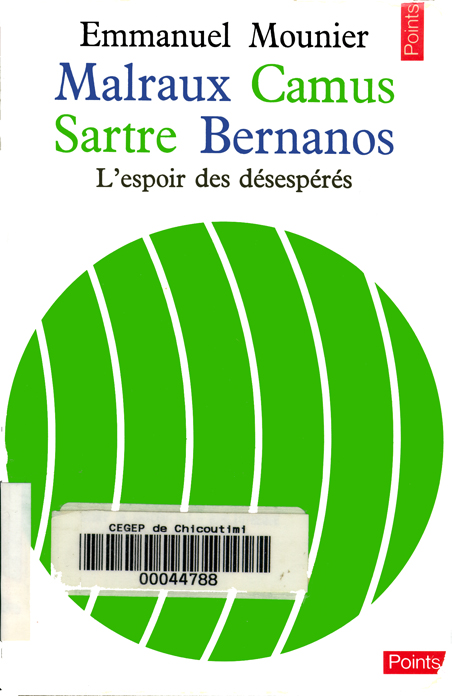 Emmanuel Mounier
Points
Malraux Camus
Sartre Bernanos
L'espoir des désespérés
CEGEP de Chicoutimi
00044788
Points